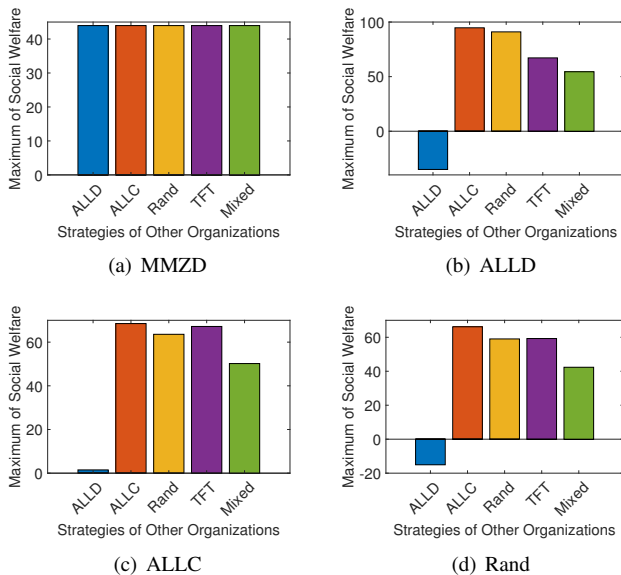 Maximum of Social Welfare
40
30
20
10
0
ALLD
ALLC
Rand
TFT
Mixed
Strategies of Other Organizations
(a) MMZD
Maximum of Social Welfare
100
50
0
ALLD
ALLC
Rand
TFT
Mixed
Strategies of Other Organizations
(b) ALLD
Maximum of Social Welfare
60
40
20
0
ALLD
ALLC
Rand
TFT
Mixed
Strategies of Other Organizations
(c) ALLC
Maximum of Social Welfare
60
40
20
0
-20
ALLD
ALLC
Rand
TFT
Mixed
Strategies of Other Organizations
(d) Rand